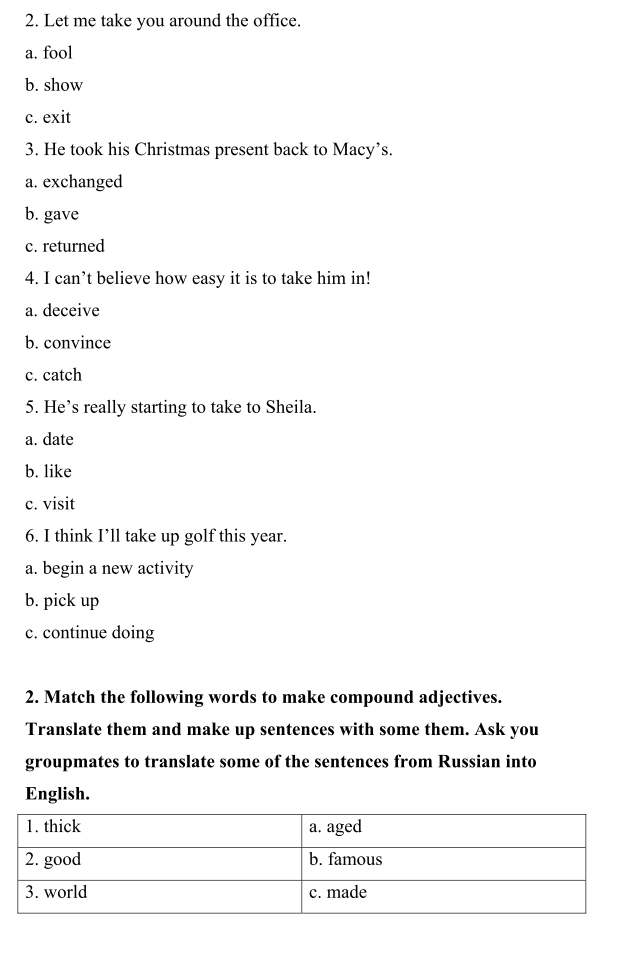 2. Let me take you around the office.
a. fool
b. show
c. exit
3. He took his Christmas present back to Macy’s.
a. exchanged
b. gave
c. returned
4. I can’t believe how easy it is to take him in!
a. deceive
b. convince
c. catch
5. He’s really starting to take to Sheila.
a. date
b. like
c. visit
6. I think I’ll take up golf this year.
a. begin a new activity
b. pick up
c. continue doing
2. Match the following words to make compound adjectives.
Translate them and make up sentences with some them. Ask you
groupmates to translate some of the sentences from Russian into
English.
1. thick a. aged
2. good b. famous
3. world c. made